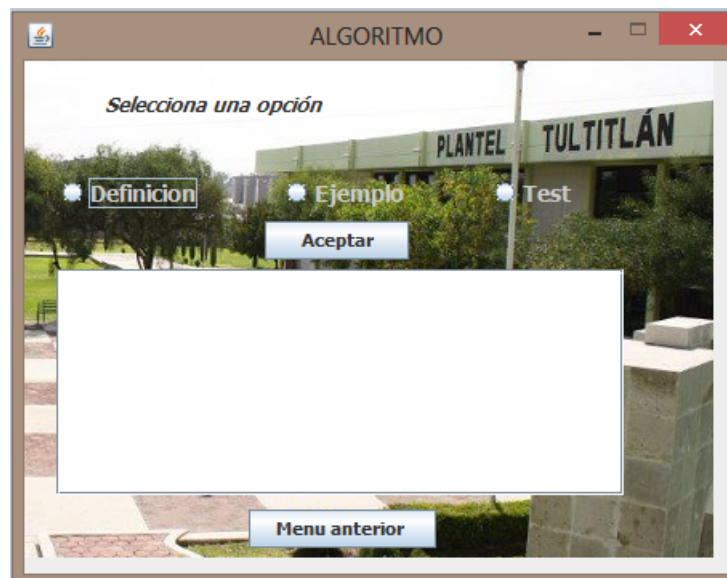 ALGORITMO
Selecciona una opción
PLANTEL TULTITLÁN
Definicion Ejemplo Test
Aceptar
Menu anterior